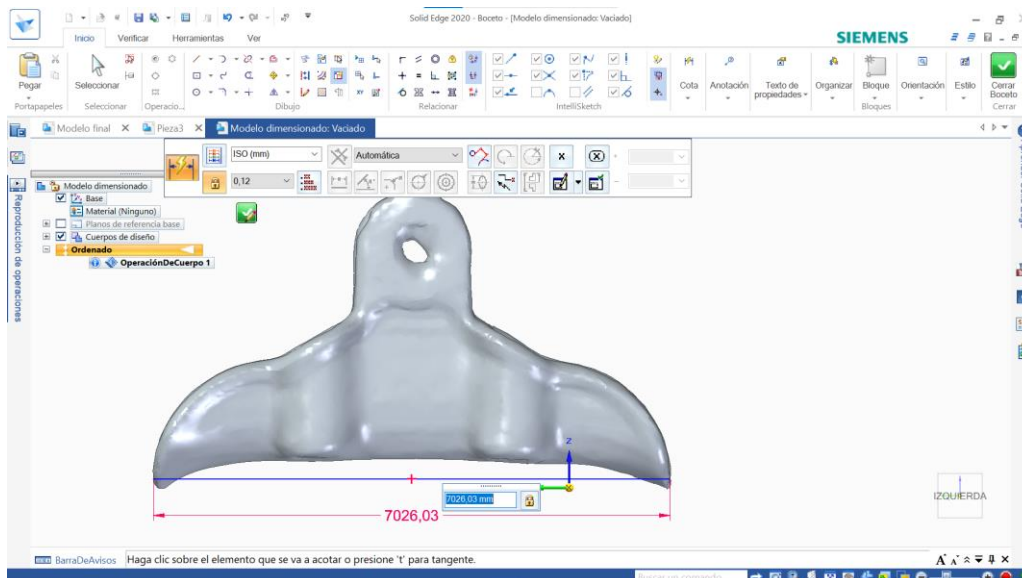 Solid Edge 2020 - Boceto - [Modelo dimensionado: Vaciado]
Inicio Verificar Herramientas Ver
SIEMENS
Pegar
Seleccionar
Cota
Anotación
Texto de propiedades
Organizar
Bloque
Orientación
Estilo
Cerrar Boceto
Portapapeles Seleccionar Operacio... Dibujo Relacionar IntelliSketch Bloques Cerrar
Modelo final Pieza3 Modelo dimensionado: Vaciado
ISO (mm) Automática
0,12
Modelo dimensionado
Base
Material (Ninguno)
Planos de referencia base
Cuerpos de diseño
Ordenado
OperaciónDeCuerpo 1
Reproducción de operaciones
z
7026,03 mm
7026,03
IZQUIERDA
BarraDeAvisos Haga clic sobre el elemento que se va a acotar o presione 't' para tangente.
Buscar un comando